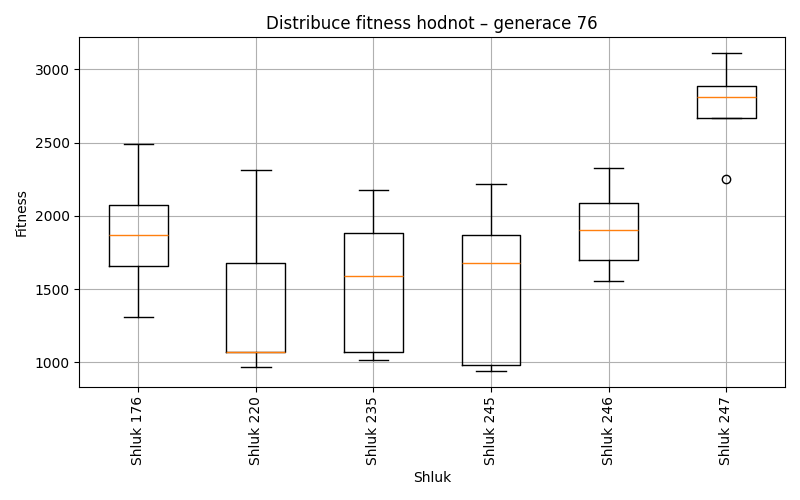 Distribuce fitness hodnot – generace 76
Fitness
3000
2500
2000
1500
1000
Shluk 176
Shluk 220
Shluk 235
Shluk 245
Shluk 246
Shluk 247
Shluk